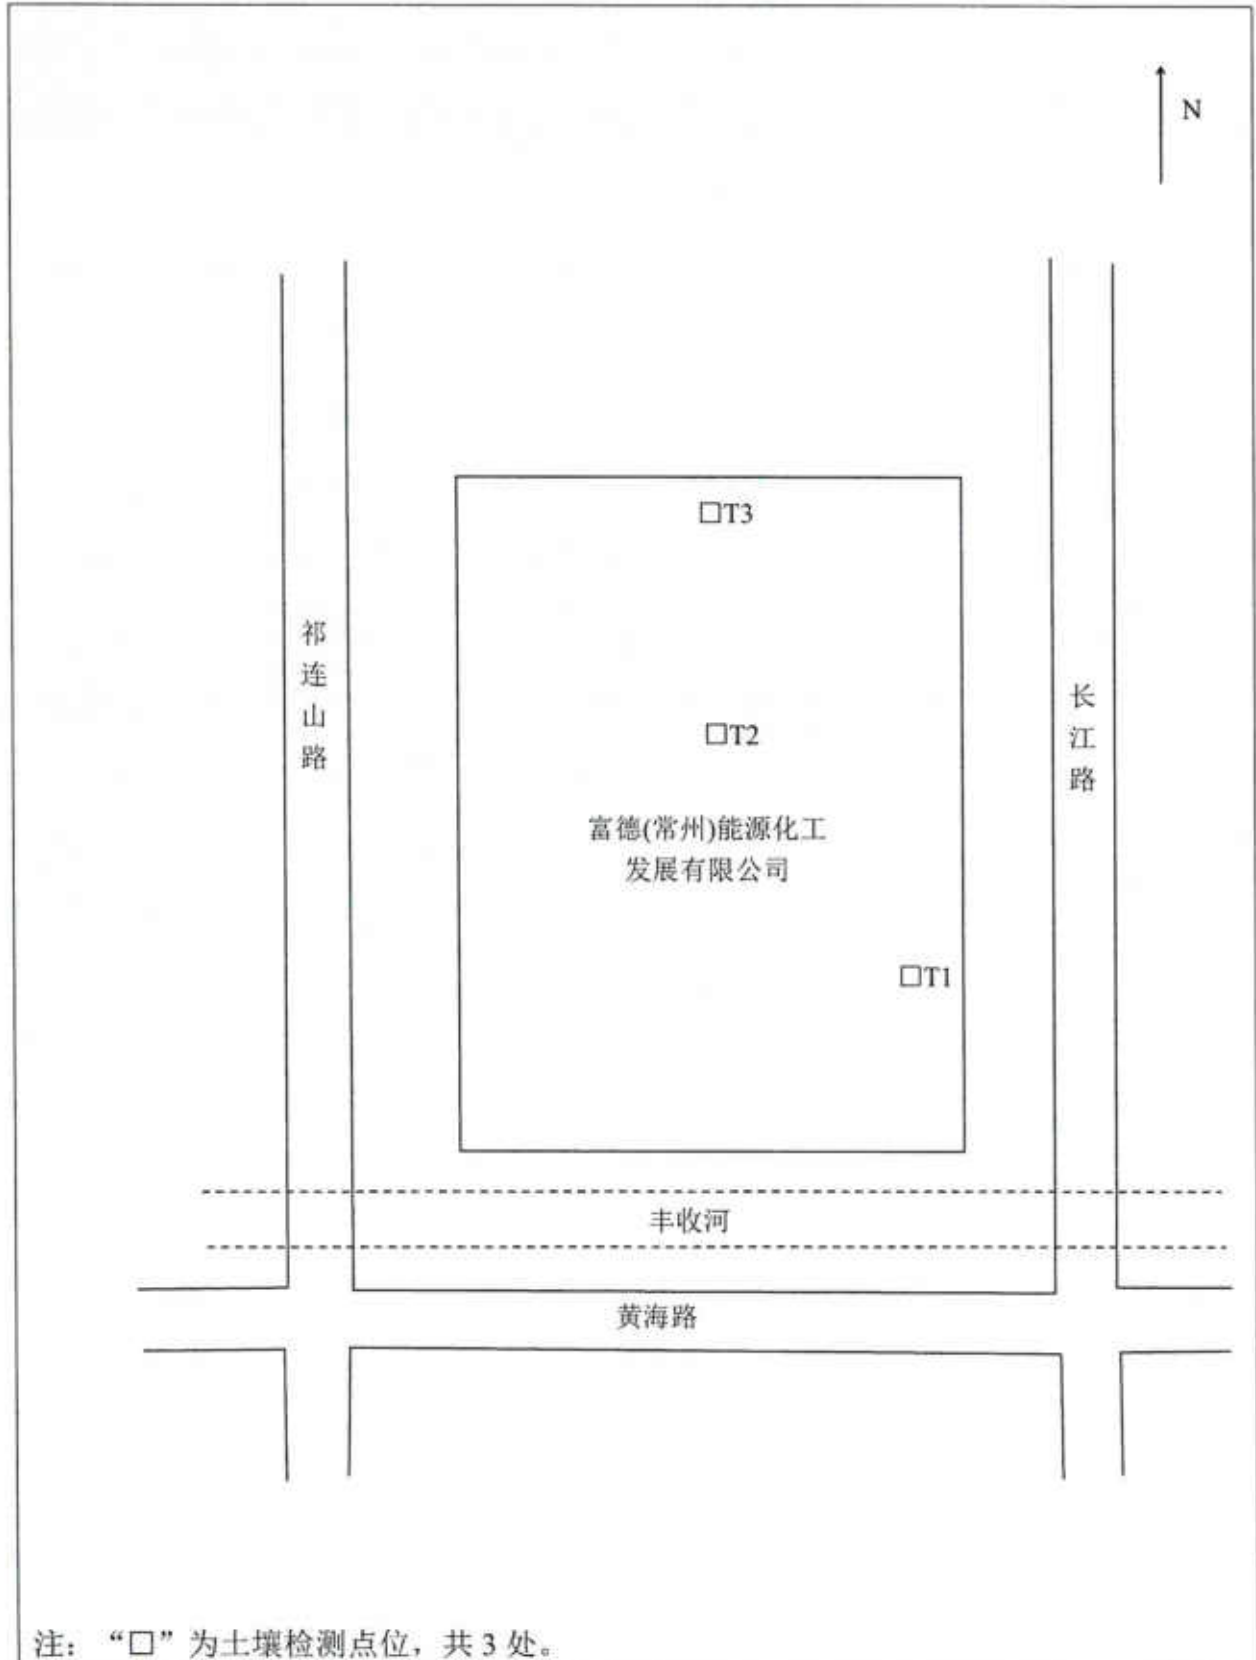 N
□T3
祁连山路
长江路
□T2
富德(常州)能源化工
发展有限公司
□T1
丰收河
黄海路
注：“□”为土壤检测点位，共 3 处。